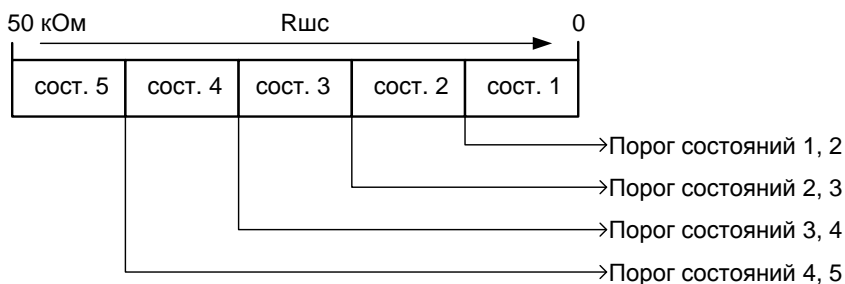 50 кОм Rшс 0
сост. 5 сост. 4 сост. 3 сост. 2 сост. 1
Порог состояний 1, 2
Порог состояний 2, 3
Порог состояний 3, 4
Порог состояний 4, 5